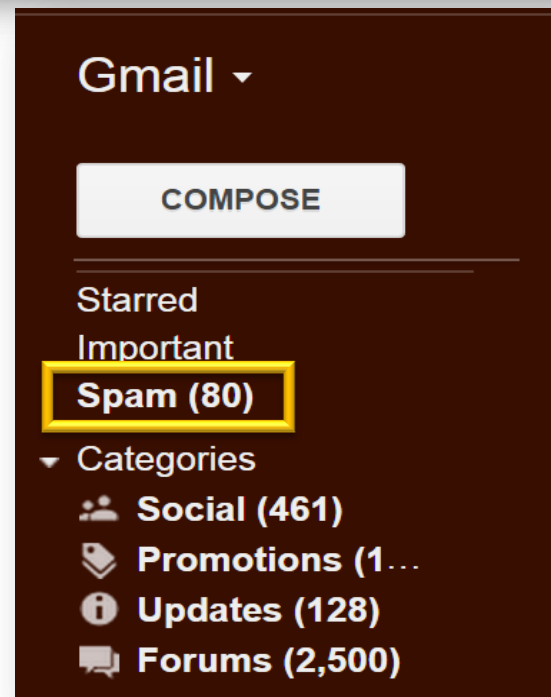 Gmail
COMPOSE
Starred
Important
Spam (80)
Categories
Social (461)
Promotions (1...
Updates (128)
Forums (2,500)